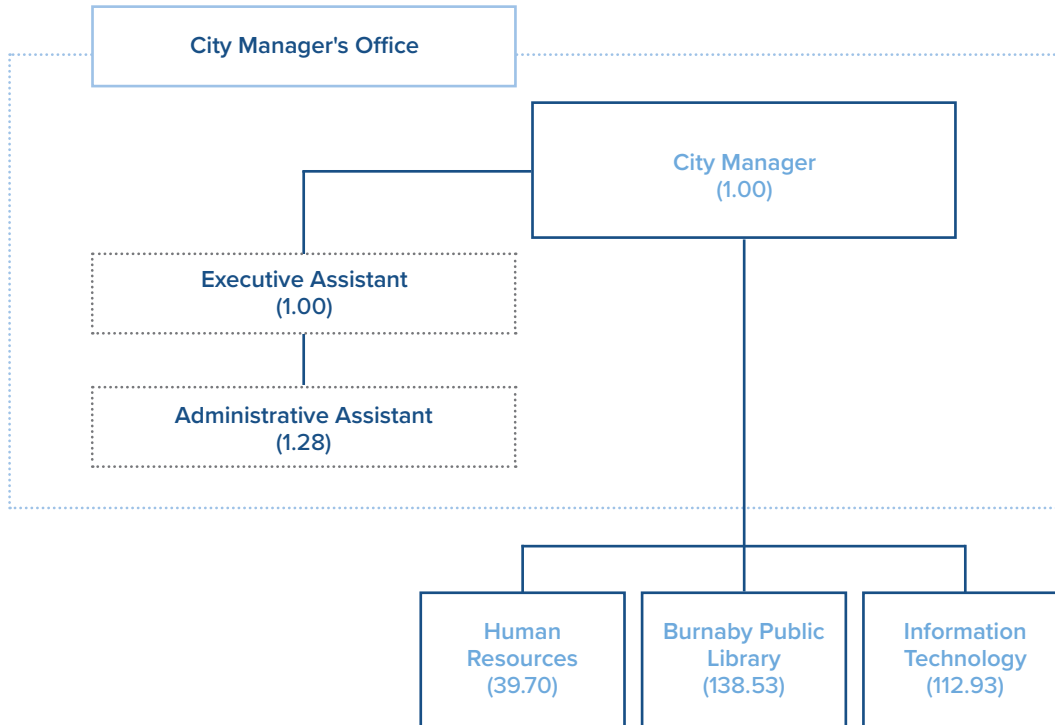 City Manager's Office
City Manager
(1.00)
Executive Assistant
(1.00)
Administrative Assistant
(1.28)
Human
Resources
(39.70)
Burnaby Public
Library
(138.53)
Information
Technology
(112.93)